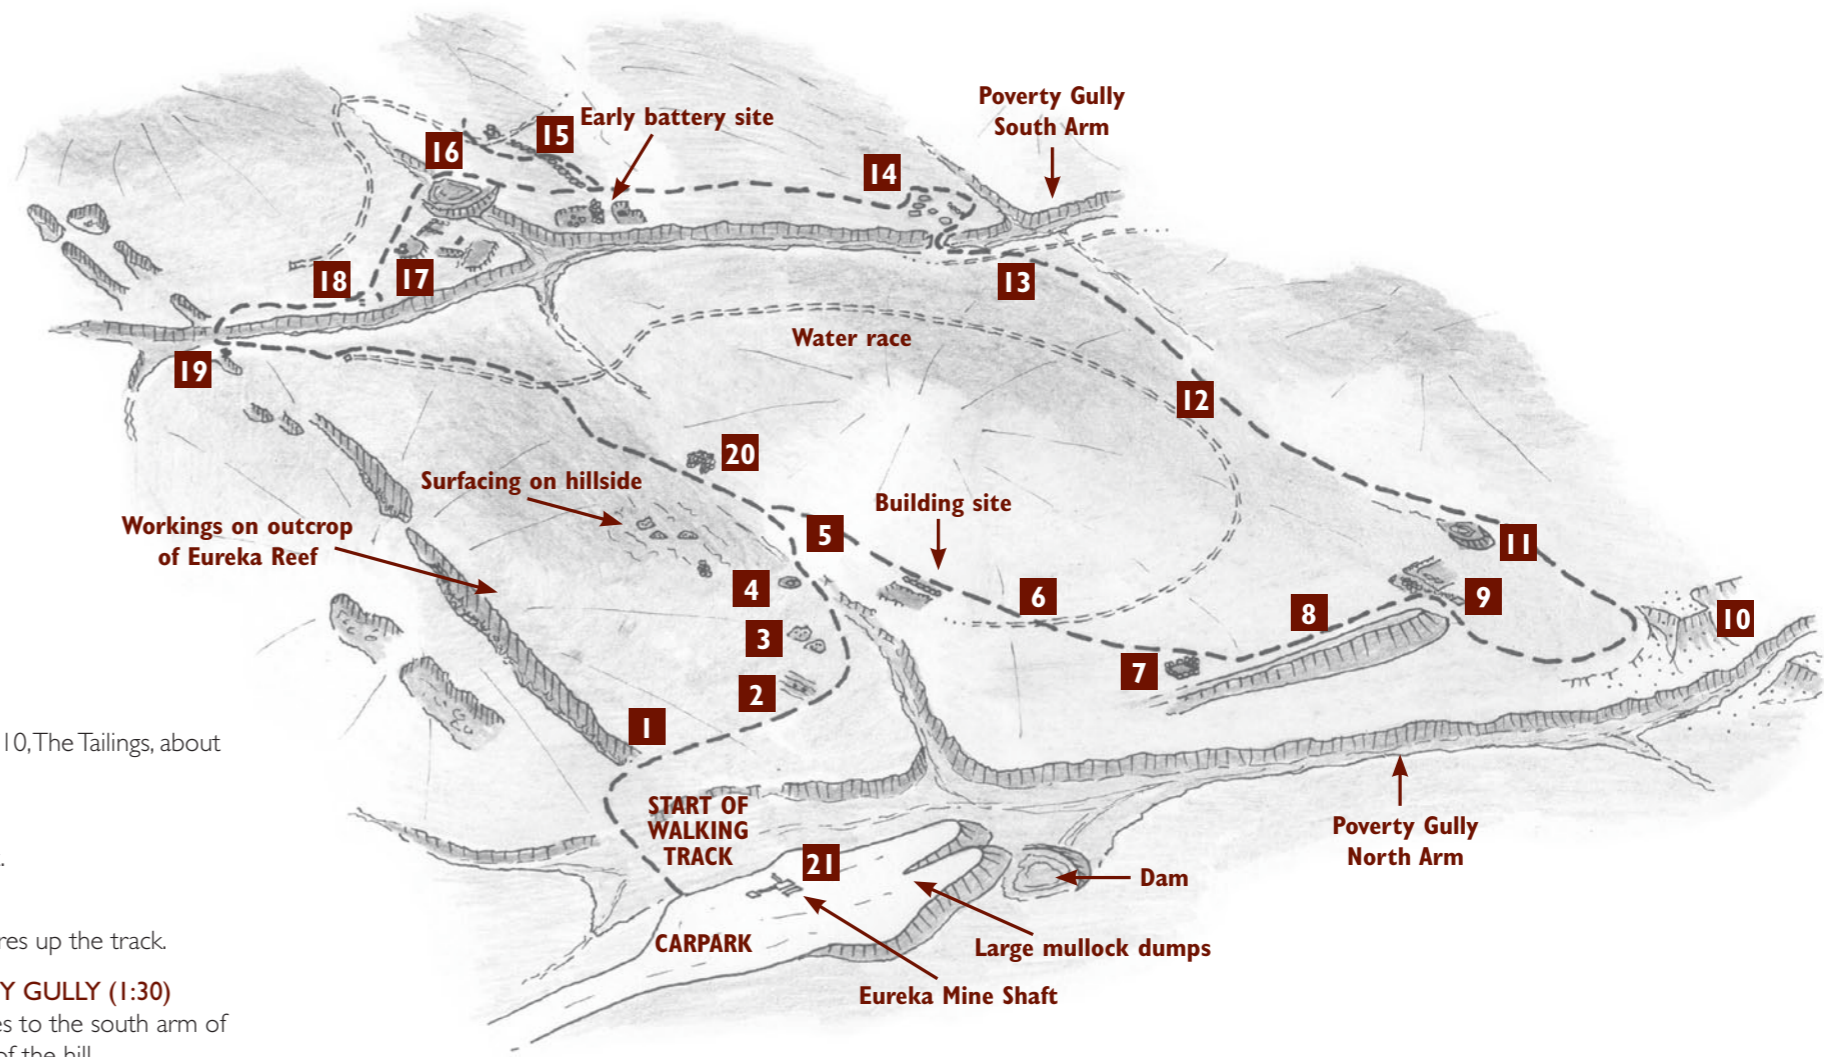 Poverty Gully
South Arm
Early battery site
15
16
14
18
17
13
Water race
19
12
20
Surfacing on hillside
Building site
Workings on outcrop
of Eureka Reef
5
11
4
6
8
9
10
3
7
2
1
10, The Tailings, about
START OF
WALKING
TRACK
21
Poverty Gully
North Arm
Dam
res up the track.
CARPARK
Large mullock dumps
Eureka Mine Shaft
Y GULLY (1:30)
es to the south arm of
of the hill